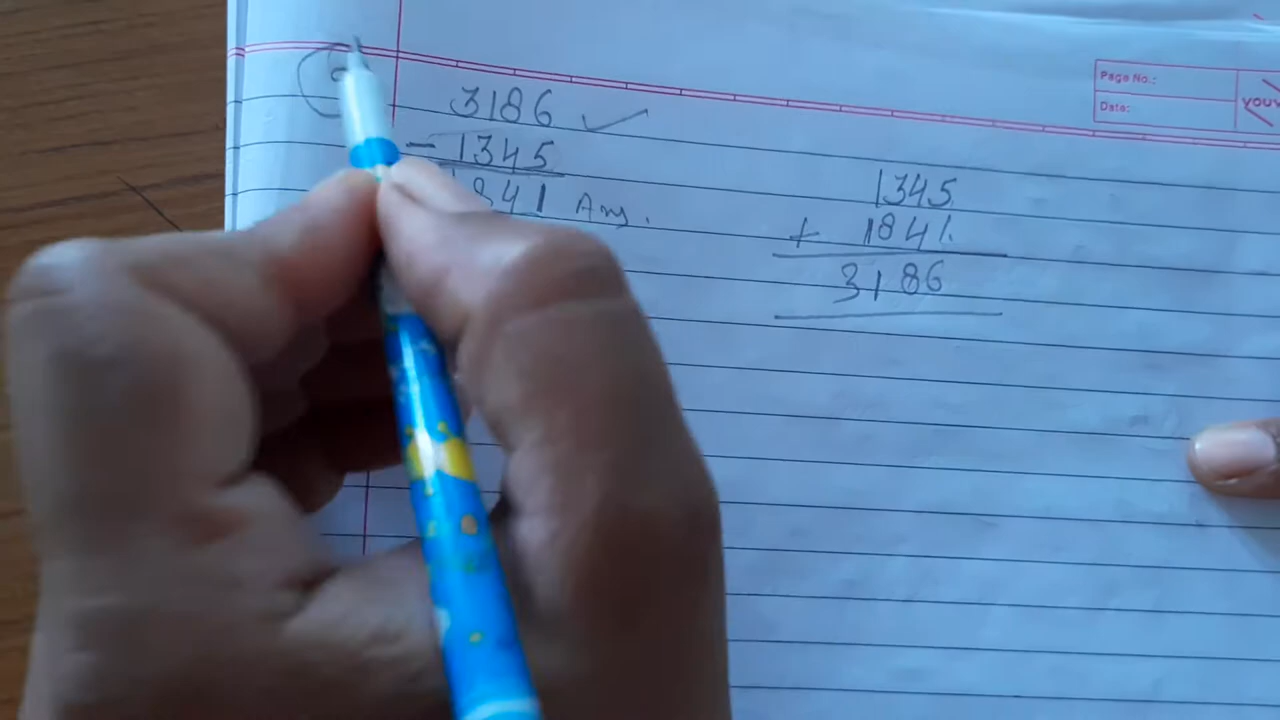 3186
- 1345
1841 Ans.
1345
+ 1841.
3186
Page No.:
Date: